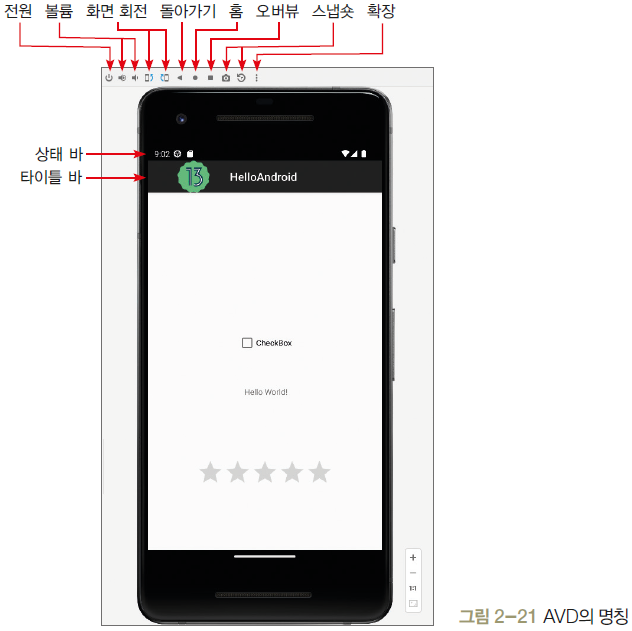 전원 볼륨 화면 회전 돌아가기 홈 오버뷰 스냅숏 확장
상태 바
9:02
타이틀 바
13
HelloAndroid
CheckBox
Hello World!
1:1
그림 2-21 AVD의 명칭